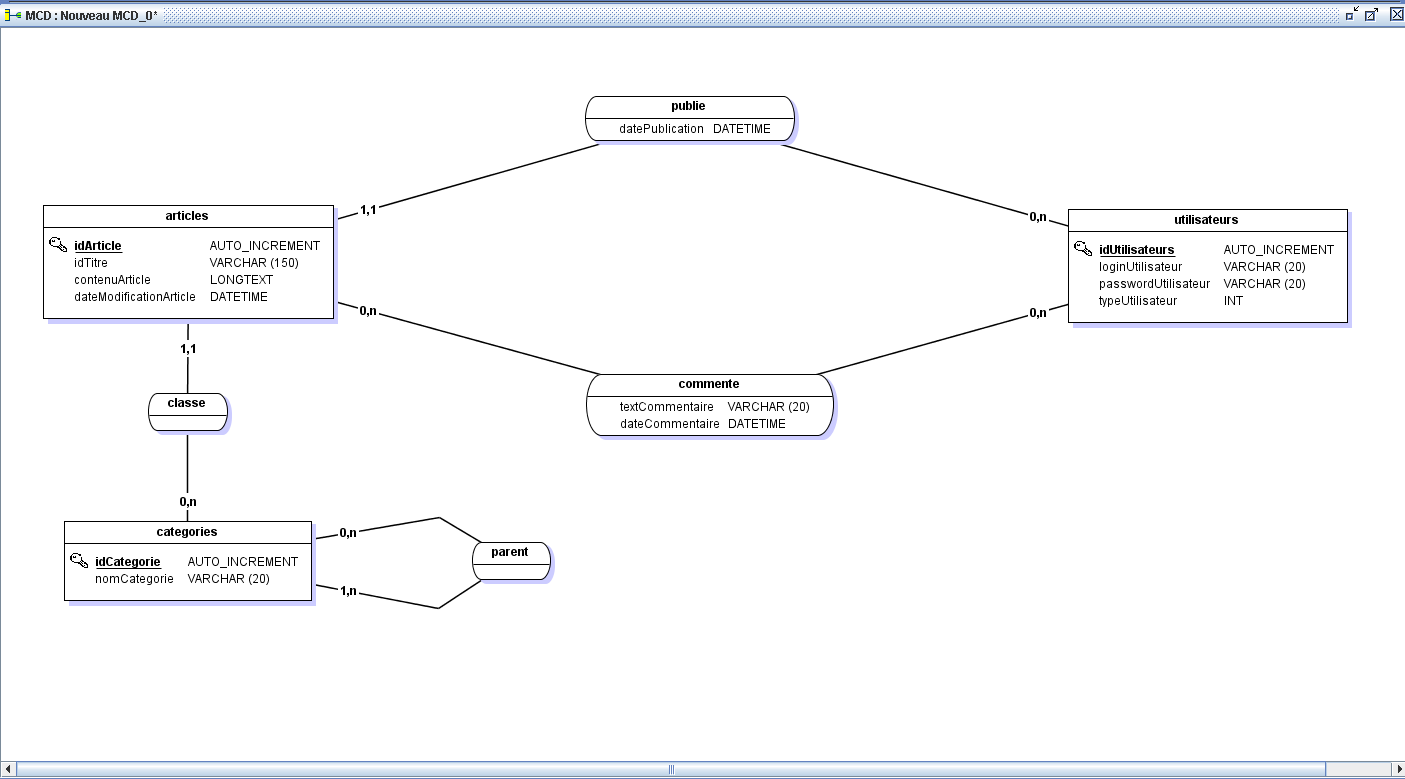 MCD : Nouveau MCD_0*
publie
datePublication DATETIME
1,1
0,n
articles
idArticle AUTO_INCREMENT
idTitre VARCHAR (150)
contenuArticle LONGTEXT
dateModificationArticle DATETIME
utilisateurs
idUtilisateurs AUTO_INCREMENT
loginUtilisateur VARCHAR (20)
passwordUtilisateur VARCHAR (20)
typeUtilisateur INT
0,n
0,n
1,1
commente
textCommentaire VARCHAR (20)
dateCommentaire DATETIME
classe
0,n
categories
idCategorie AUTO_INCREMENT
nomCategorie VARCHAR (20)
0,n
parent
1,n